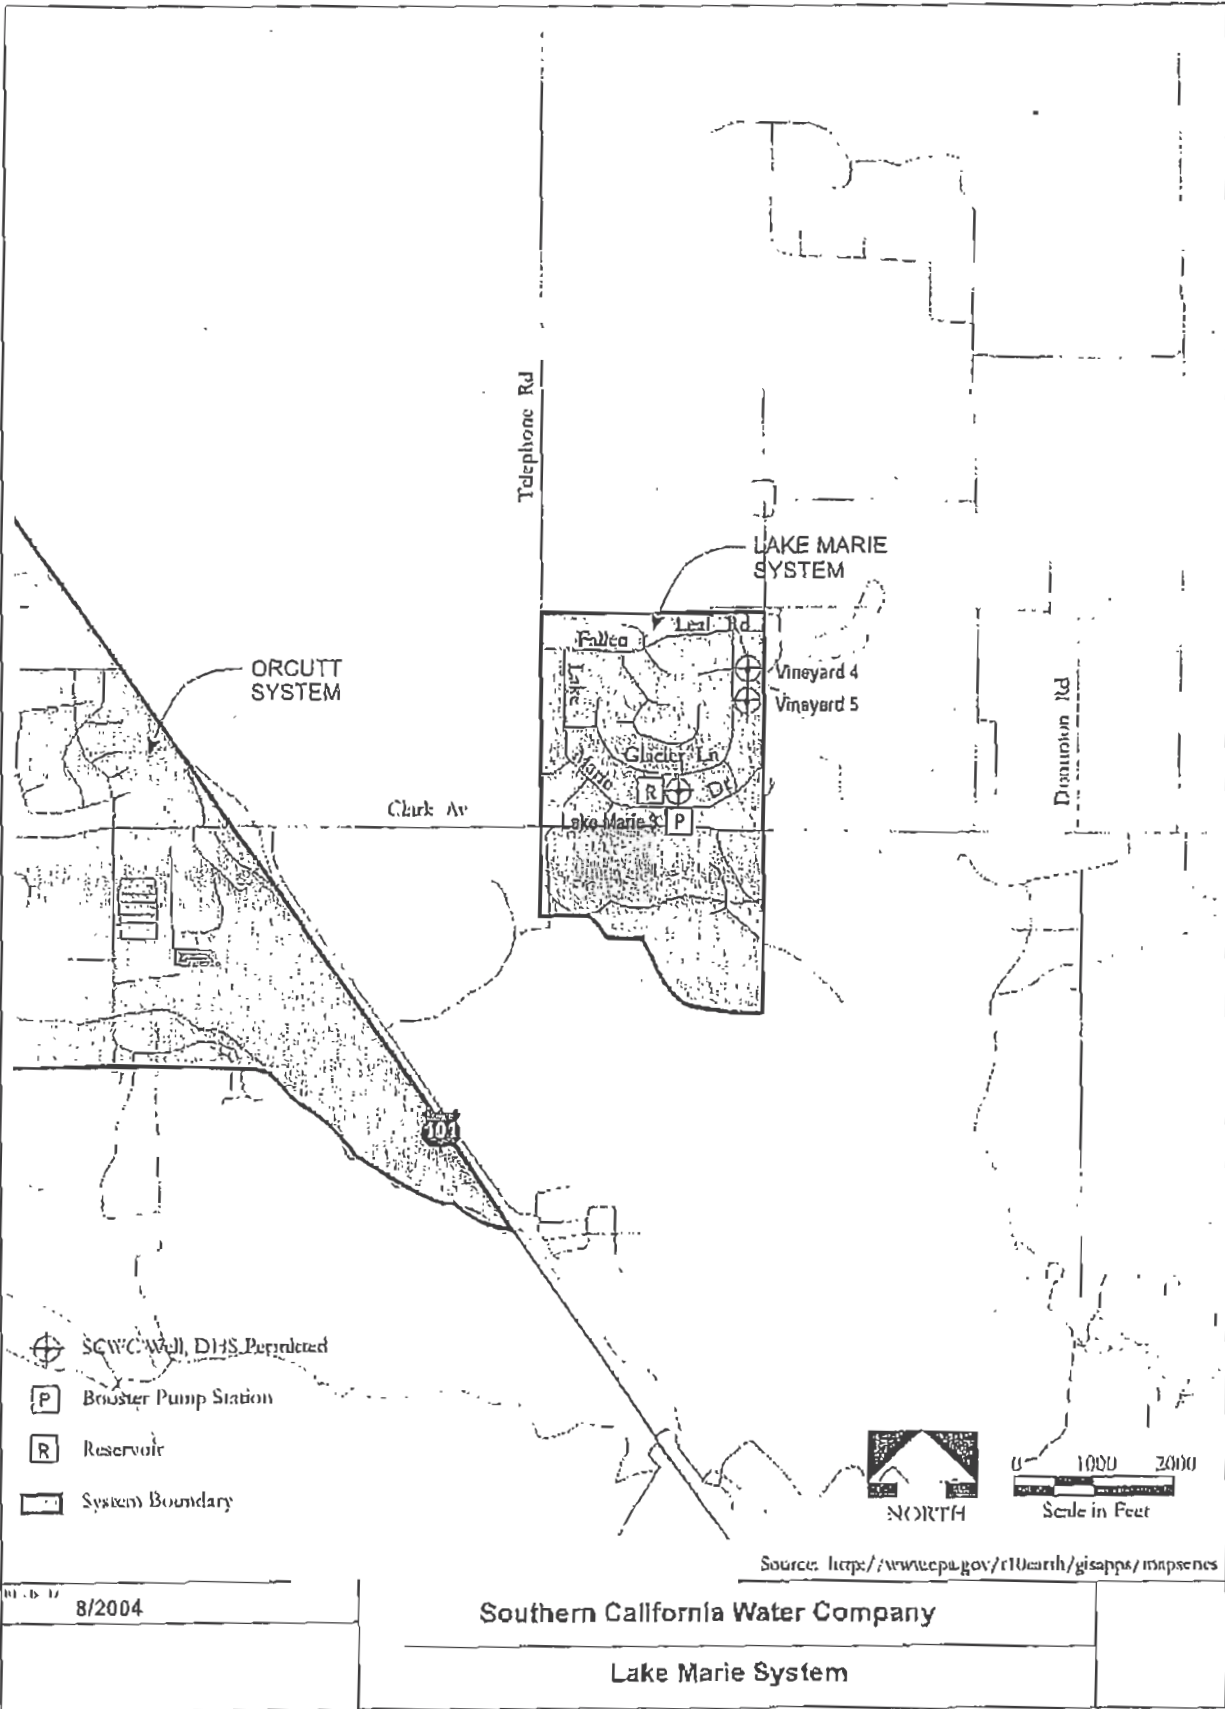 Telephone Rd
LAKE MARIE
SYSTEM
Fallen Leaf Rd
Lake
Vineyard 4
Vineyard 5
ORCUTT
SYSTEM
Glacier Ln
Marie Dr
R
Lake Marie 3
P
Clark Av
Dominion Rd
101
SCWC Well, DHS Permitted
P
Booster Pump Station
R
Reservoir
System Boundary
NORTH
0 1000 2000
Scale in Feet
Source: http://www.epa.gov/r10earth/gisapps/mapscnes
8/2004
Southern California Water Company
Lake Marie System